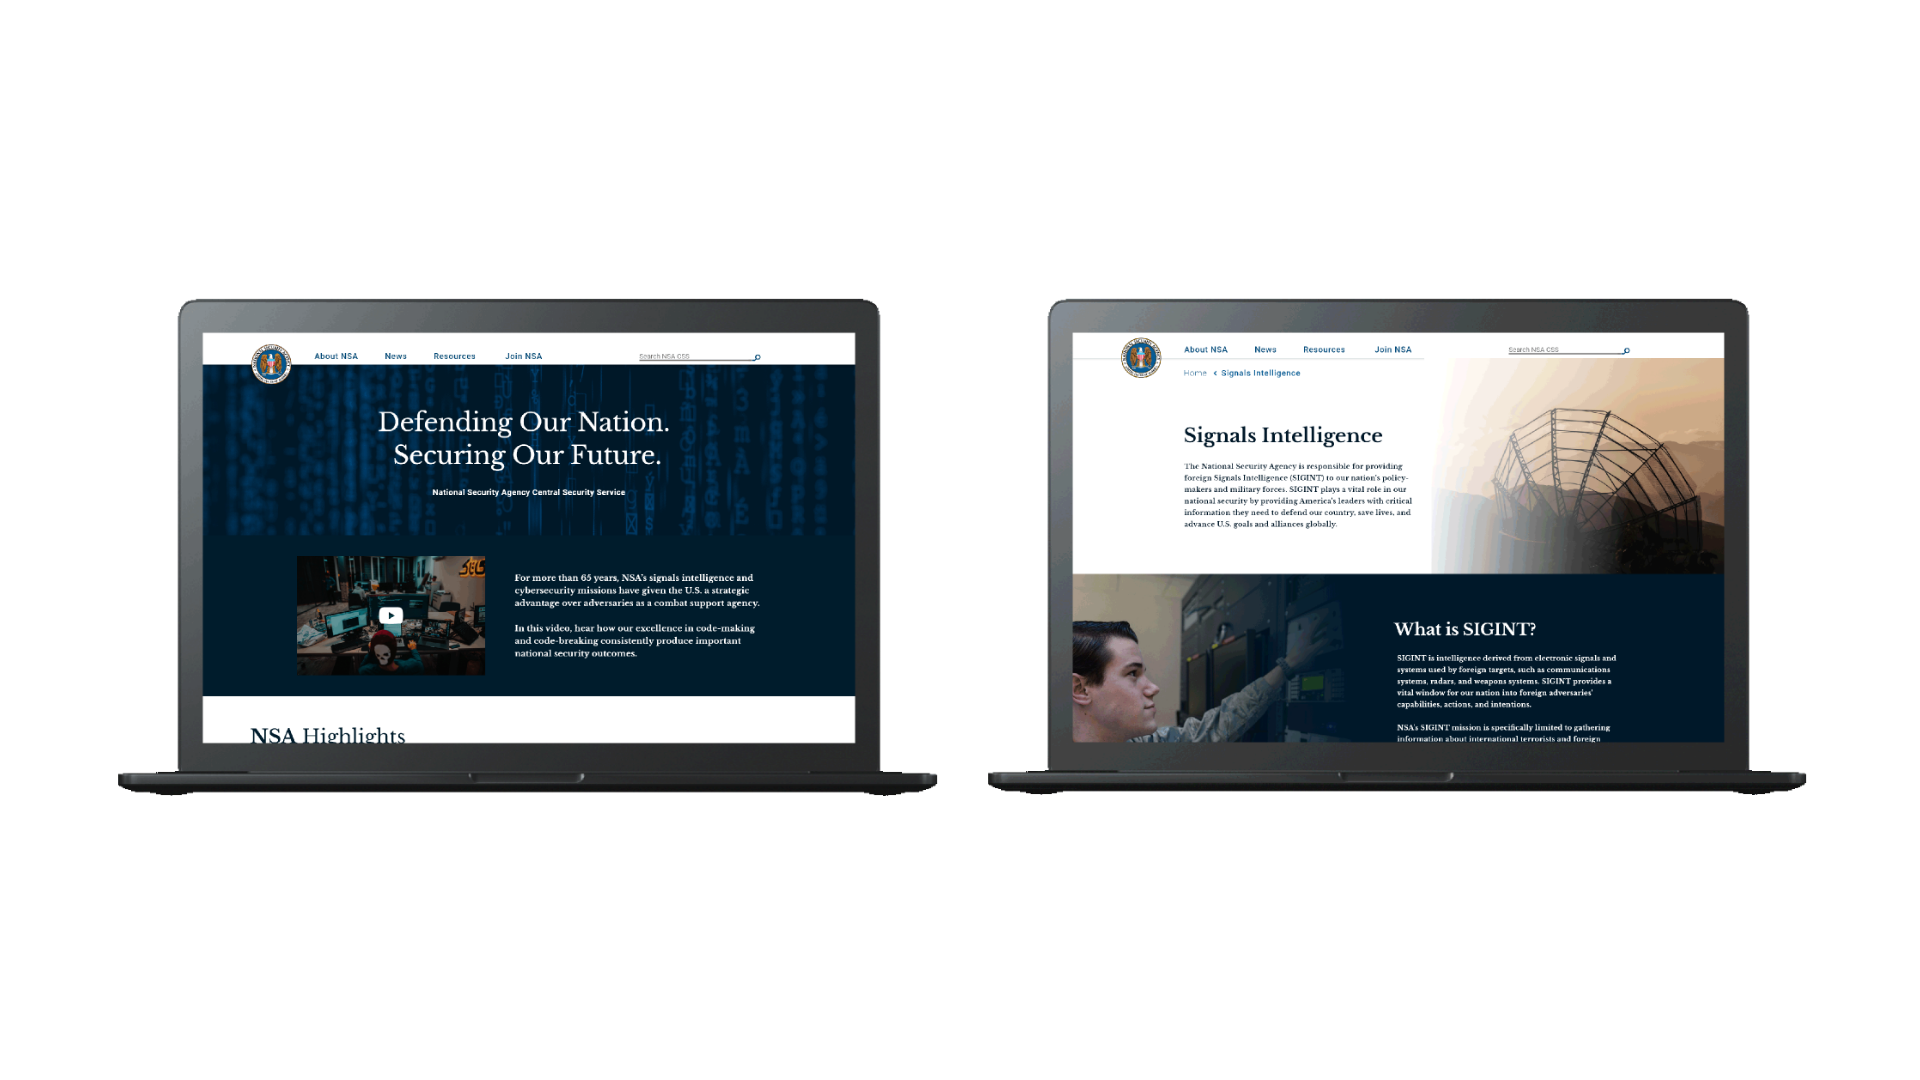 About NSA
News
Resources
Join NSA
Search NSA CSS
Defending Our Nation.
Securing Our Future.
National Security Agency Central Security Service
For more than 65 years, NSA's signals intelligence and
cybersecurity missions have given the U.S. a strategic
advantage over adversaries as a combat support agency.
In this video, hear how our excellence in code-making
and code-breaking consistently produce important
national security outcomes.
NSA Highlights
About NSA
News
Resources
Join NSA
Search NSA CSS
Home < Signals Intelligence
Signals Intelligence
The National Security Agency is responsible for providing
foreign Signals Intelligence (SIGINT) to our nation's policy-
makers and military forces. SIGINT plays a vital role in our
national security by providing America's leaders with critical
information they need to defend our country, save lives, and
advance U.S. goals and alliances globally.
What is SIGINT?
SIGINT is intelligence derived from electronic signals and
systems used by foreign targets, such as communications
systems, radars, and weapons systems. SIGINT provides a
vital window for our nation into foreign adversaries'
capabilities, actions, and intentions.
NSA's SIGINT mission is specifically limited to gathering
information about international terrorists and foreign